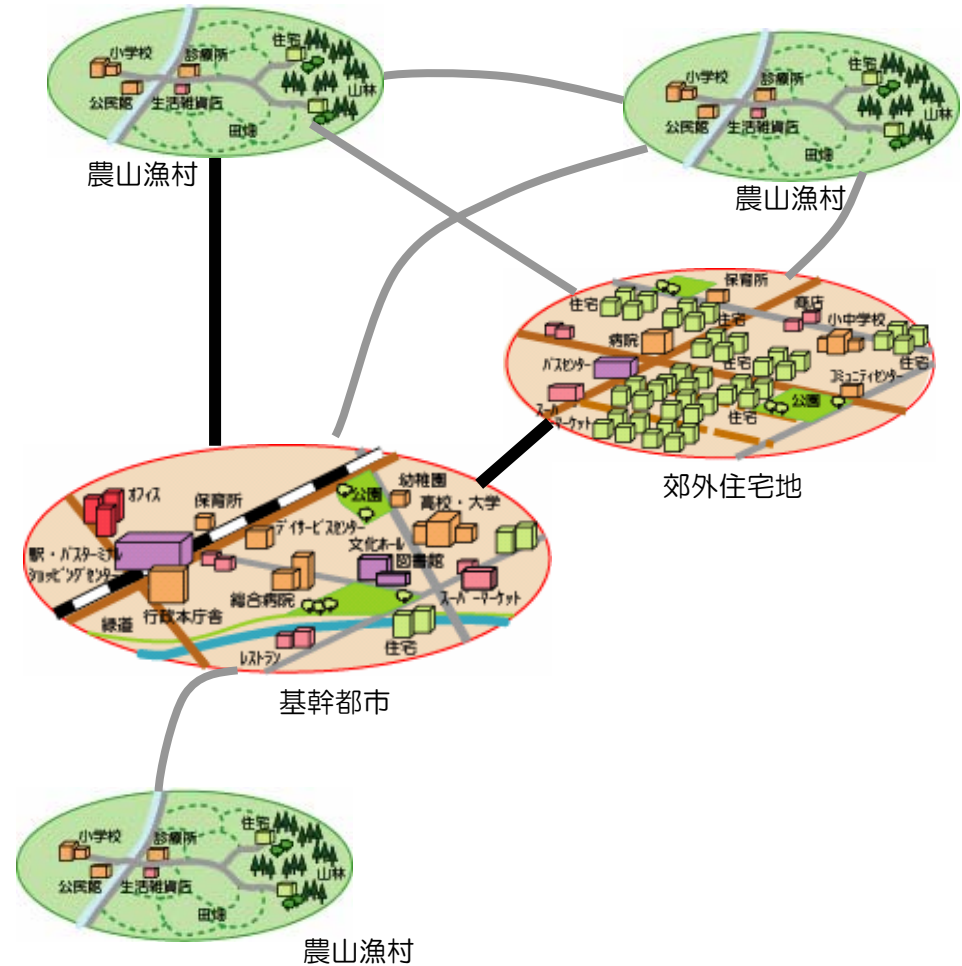 小学校
診療所
住宅
公民館
生活雑貨店
山林
田畑
農山漁村
小学校
診療所
住宅
公民館
生活雑貨店
山林
田畑
農山漁村
保育所
住宅
商店
住宅
小中学校
病院
住宅
住宅
バスセンター
コミュニティセンター
スーパーマーケット
住宅
公園
郊外住宅地
オフィス
保育所
公園
幼稚園
高校・大学
デイサービスセンター
文化ホール
図書館
駅・バスターミナル
ショッピングセンター
総合病院
スーパーマーケット
行政本庁舎
緑道
レストラン
住宅
基幹都市
小学校
診療所
住宅
公民館
生活雑貨店
山林
田畑
農山漁村